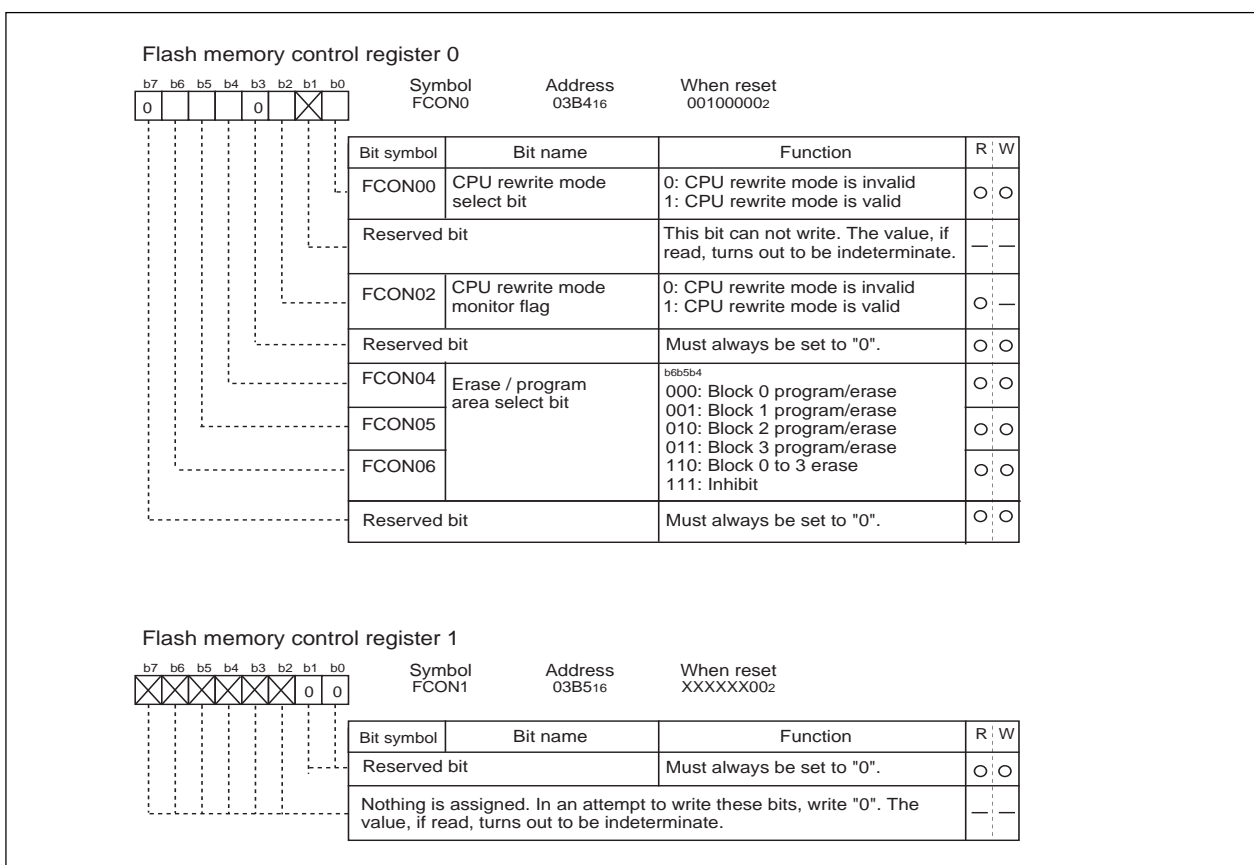 Flash memory control register 0
b7 b6 b5 b4 b3 b2 b1 b0
0 0
Symbol Address When reset
FCON0 03B416 001000002
Bit symbol Bit name Function R W
FCON00 CPU rewrite mode select bit 0: CPU rewrite mode is invalid
1: CPU rewrite mode is valid
Reserved bit This bit can not write. The value, if
read, turns out to be indeterminate.
FCON02 CPU rewrite mode monitor flag 0: CPU rewrite mode is invalid
1: CPU rewrite mode is valid
Reserved bit Must always be set to "0".
FCON04 Erase / program area select bit b6b5b4
000: Block 0 program/erase
001: Block 1 program/erase
FCON05 010: Block 2 program/erase
011: Block 3 program/erase
FCON06 110: Block 0 to 3 erase
111: Inhibit
Reserved bit Must always be set to "0".
Flash memory control register 1
b7 b6 b5 b4 b3 b2 b1 b0
0 0
Symbol Address When reset
FCON1 03B516 XXXXXX002
Bit symbol Bit name Function R W
Reserved bit Must always be set to "0".
Nothing is assigned. In an attempt to write these bits, write "0". The
value, if read, turns out to be indeterminate.